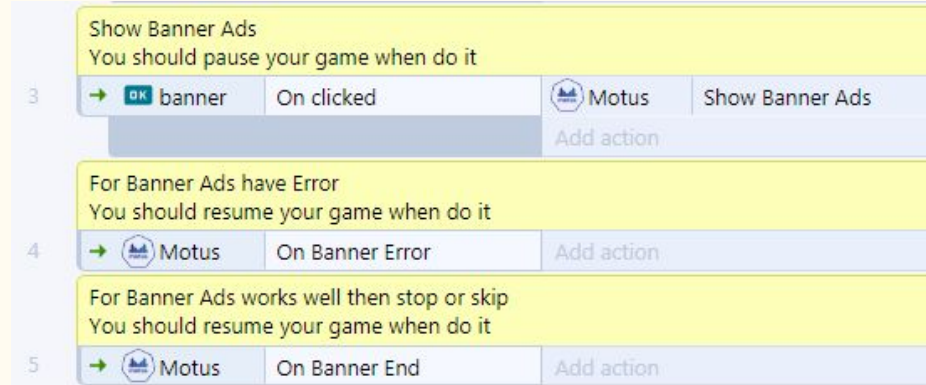 Show Banner Ads
You should pause your game when do it
3 OK banner On clicked Motus Show Banner Ads
Add action
For Banner Ads have Error
You should resume your game when do it
4 Motus On Banner Error Add action
For Banner Ads works well then stop or skip
You should resume your game when do it
5 Motus On Banner End Add action